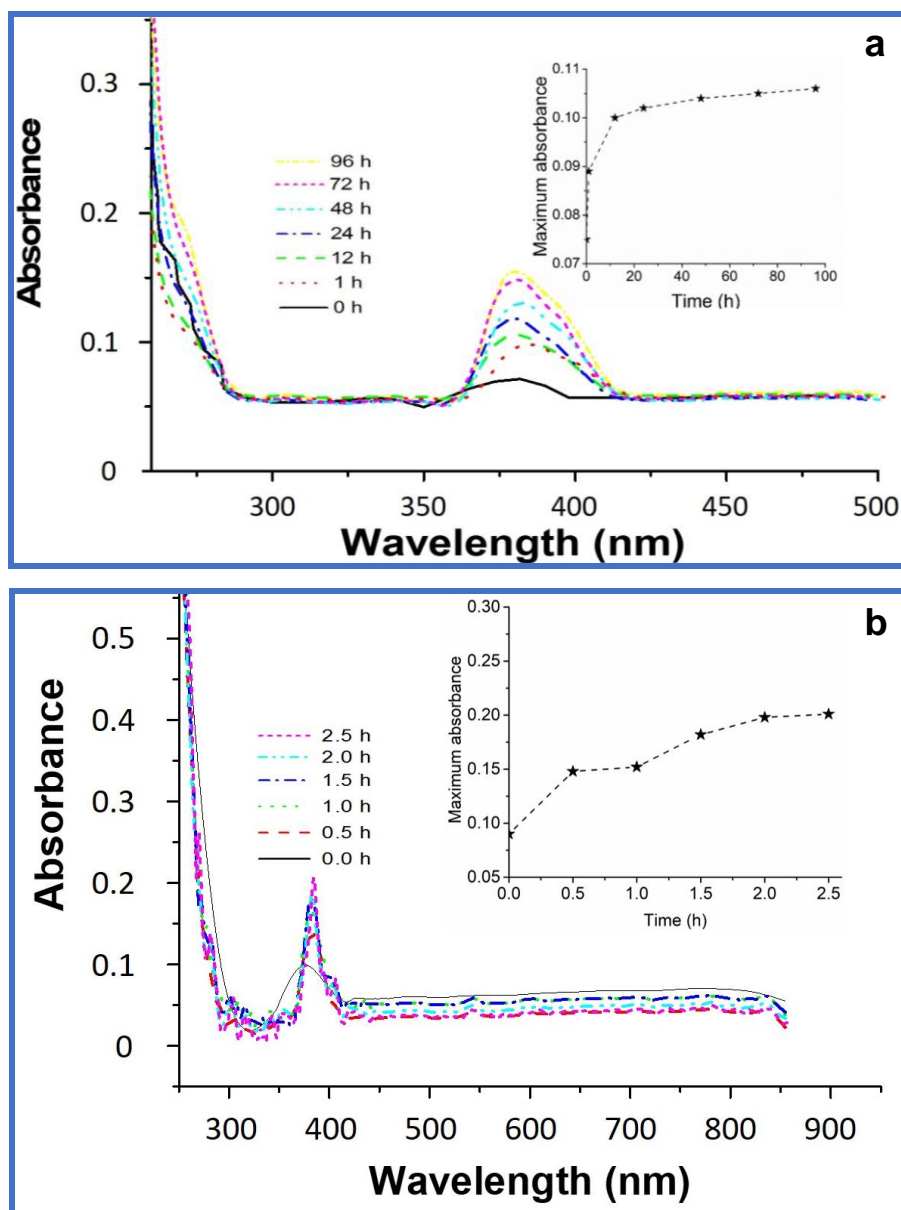 a
0.3
0.2
0.1
0
Absorbance
96 h
72 h
48 h
24 h
12 h
1 h
0 h
0.11
0.10
0.09
0.08
0.07
Maximum absorbance
0 20 40 60 80 100
Time (h)
300 350 400 450 500
Wavelength (nm)
b
0.5
0.4
0.3
0.2
0.1
0
Absorbance
2.5 h
2.0 h
1.5 h
1.0 h
0.5 h
0.0 h
0.30
0.25
0.20
0.15
0.10
0.05
Maximum absorbance
0.0 0.5 1.0 1.5 2.0 2.5
Time (h)
300 400 500 600 700 800 900
Wavelength (nm)